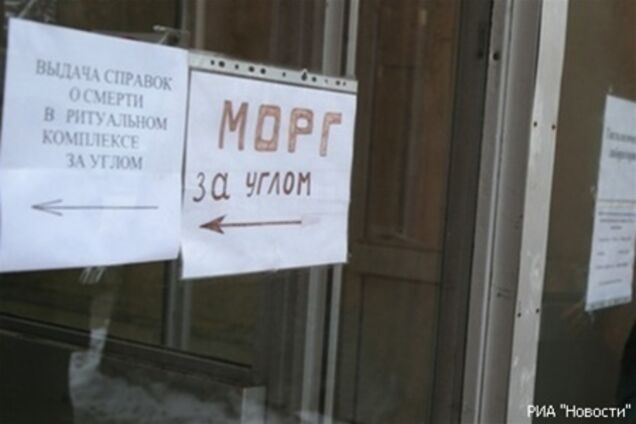 ВЫДАЧА СПРАВОК
О СМЕРТИ
В РИТУАЛЬНОМ
КОМПЛЕКСЕ
ЗА УГЛОМ
МОРГ
за углом
РИА "Новости"